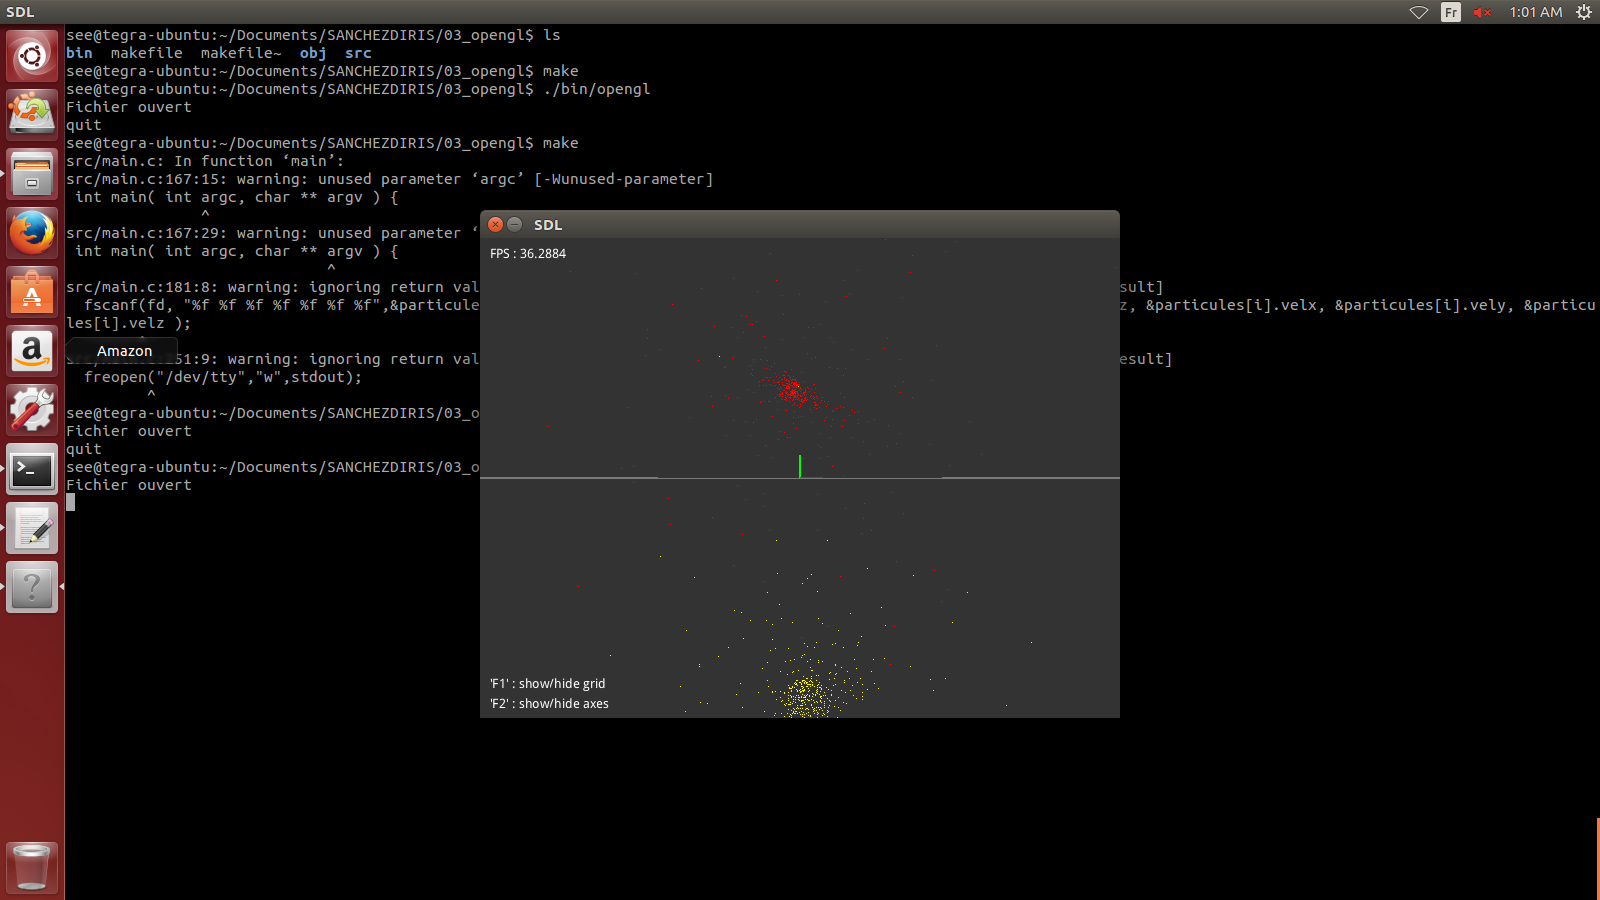 SDL
Fr
1:01 AM
see@tegra-ubuntu:~/Documents/SANCHEZDIRIS/03_opengl$ ls
bin  makefile  makefile~  obj  src
see@tegra-ubuntu:~/Documents/SANCHEZDIRIS/03_opengl$ make
see@tegra-ubuntu:~/Documents/SANCHEZDIRIS/03_opengl$ ./bin/opengl
Fichier ouvert
quit
see@tegra-ubuntu:~/Documents/SANCHEZDIRIS/03_opengl$ make
src/main.c: In function ‘main’:
src/main.c:167:15: warning: unused parameter ‘argc’ [-Wunused-parameter]
int main( int argc, char ** argv ) {
^
src/main.c:167:29: warning: unused parameter ‘
int main( int argc, char ** argv ) {
^
src/main.c:181:8: warning: ignoring return val sult]
fscanf(fd, "%f %f %f %f %f %f %f",&particule z, &particules[i].velx, &particules[i].vely, &particu
les[i].velz );
51:9: warning: ignoring return val esult]
freopen("/dev/tty","w",stdout);
^
see@tegra-ubuntu:~/Documents/SANCHEZDIRIS/03_o
Fichier ouvert
quit
see@tegra-ubuntu:~/Documents/SANCHEZDIRIS/03_o
Fichier ouvert
Amazon
SDL
FPS : 36.2884
'F1' : show/hide grid
'F2' : show/hide axes